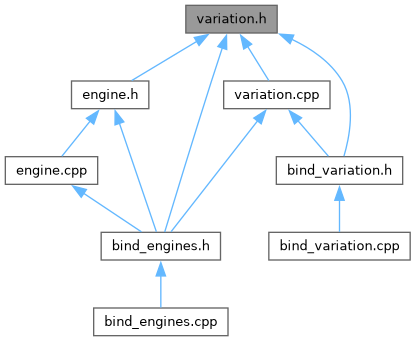 variation.h
engine.h
variation.cpp
engine.cpp
bind_variation.h
bind_engines.h
bind_variation.cpp
bind_engines.cpp